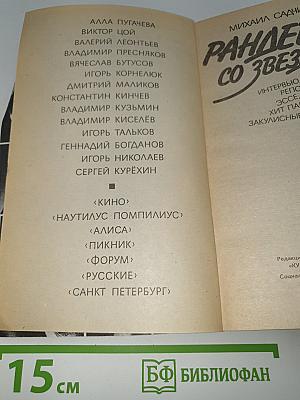 АЛЛА ПУГАЧЕВА
ВИКТОР ЦОЙ
ВАЛЕРИЙ ЛЕОНТЬЕВ
ВЛАДИМИР ПРЕСНЯКОВ
ВЯЧЕСЛАВ БУТУСОВ
ИГОРЬ КОРНЕЛЮК
ДМИТРИЙ МАЛИКОВ
КОНСТАНТИН КИНЧЕВ
ВЛАДИМИР КУЗЬМИН
ВЛАДИМИР КИСЕЛЁВ
ИГОРЬ ТАЛЬКОВ
ГЕННАДИЙ БОГДАНОВ
ИГОРЬ НИКОЛАЕВ
СЕРГЕЙ КУРЁХИН
‹КИНО›
‹НАУТИЛУС ПОМПИЛИУС›
‹АЛИСА›
‹ПИКНИК›
‹ФОРУМ›
‹РУССКИЕ›
‹САНКТ ПЕТЕРБУРГ›
МИХАИЛ САДЧ
РАНДЕ
СО ЗВЕЗ
ИНТЕРВЬЮ
РЕПО
ЭССЕ
ХИТ ПА
ЗАКУЛИСНЫЕ
Редакци
«КУ
15 см
БФ БИБЛИОФАН